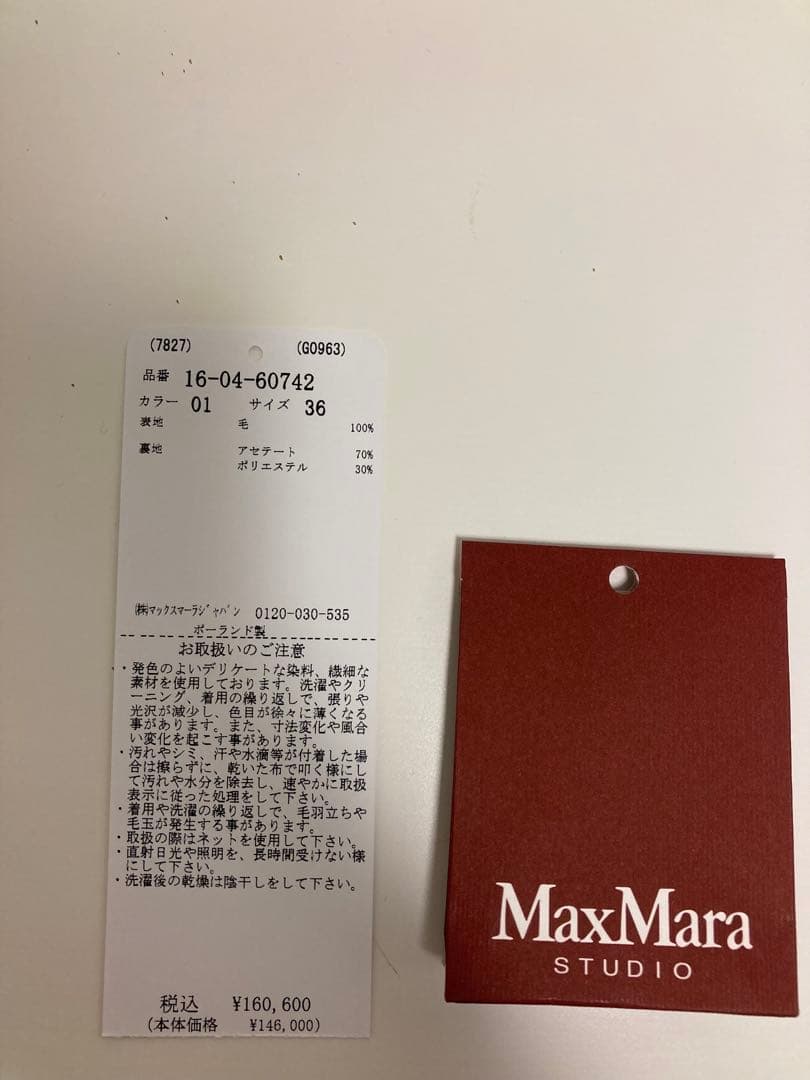 (7827) (G0963)
品番 16-04-60742
カラー 01 サイズ 36
表地 毛 100%
裏地 アセテート 70%
ポリエステル 30%
㈱マックスマーラジャパン 0120-030-535
ポーランド製
お取扱いのご注意
・発色のよいデリケートな染料、繊細な
素材を使用しております。洗濯やクリ
ーニング、着用の繰り返しで、張りや
光沢が減少し、色目が徐々に薄くなる
事があります。また、寸法変化や風合
い変化を起こす事があります。
・汚れやシミ、汗や水滴等が付着した場
合は擦らずに、乾いた布で叩く様にし
て汚れや水分を除去し、速やかに取扱
表示に従った処理をして下さい。
・着用や洗濯の繰り返しで、毛羽立ちや
毛玉が発生する事があります。
・取扱の際はネットを使用して下さい。
・直射日光や照明を、長時間受けない様
にして下さい。
・洗濯後の乾燥は陰干しをして下さい。
税込 ¥160,600
(本体価格 ¥146,000)
MaxMara
STUDIO